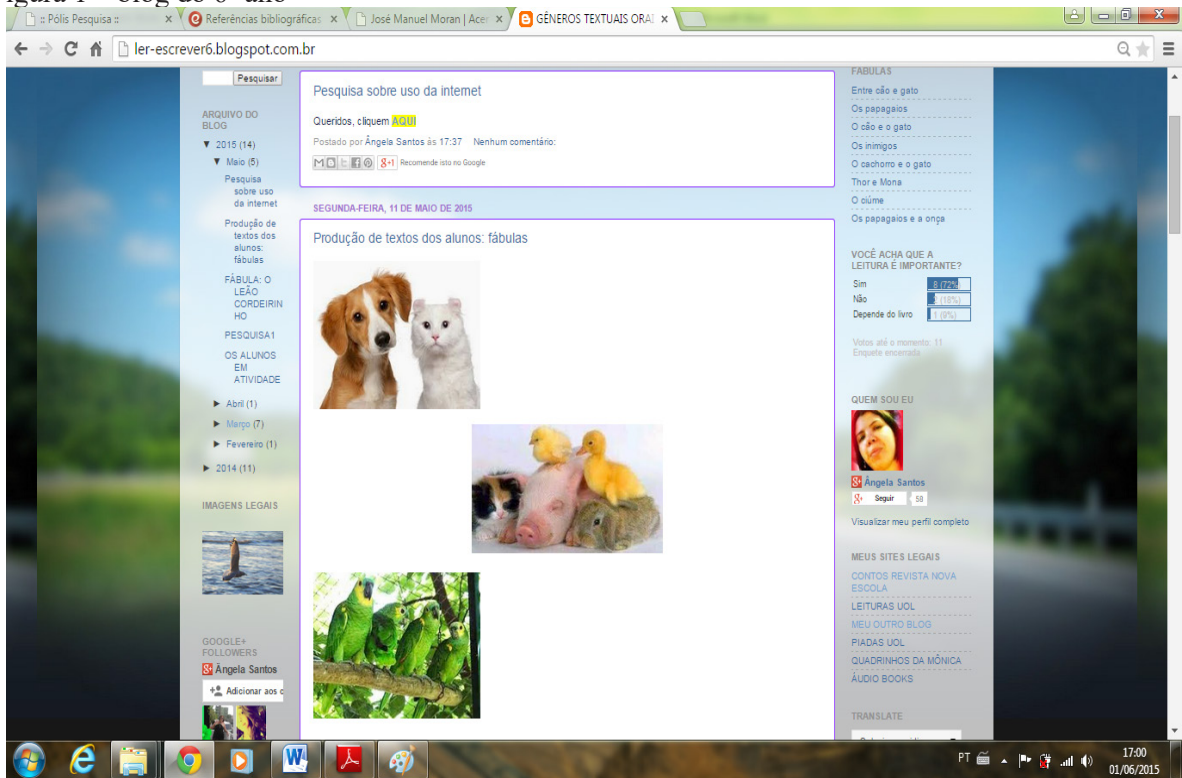 :: Pólis Pesquisa ::
Referências bibliográficas
José Manuel Moran | Acer
GÊNEROS TEXTUAIS ORAI
ler-escrever6.blogspot.com.br
Pesquisar
ARQUIVO DO
BLOG
▼ 2015 (14)
▼ Maio (5)
Pesquisa
sobre uso
da internet
Produção de
textos dos
alunos:
fábulas
FÁBULA: O
LEÃO
CORDEIRIN
HO
PESQUISA1
OS ALUNOS
EM
ATIVIDADE
► Abril (1)
► Março (7)
► Fevereiro (1)
► 2014 (11)
IMAGENS LEGAIS
GOOGLE+
FOLLOWERS
Ângela Santos
Adicionar aos c
Pesquisa sobre uso da internet
Queridos, cliquem AQUI
Postado por Ângela Santos às 17:37 Nenhum comentário:
Recomende isto no Google
SEGUNDA-FEIRA, 11 DE MAIO DE 2015
Produção de textos dos alunos: fábulas
FÁBULAS
Entre cão e gato
Os papagaios
O cão e o gato
Os inimigos
O cachorro e o gato
Thor e Mona
O ciúme
Os papagaios e a onça
VOCÊ ACHA QUE A
LEITURA É IMPORTANTE?
Sim 8 (72%)
Não (18%)
Depende do livro 1 (9%)
Votos até o momento: 11
Enquete encerrada
QUEM SOU EU
Ângela Santos
Seguir 58
Visualizar meu perfil completo
MEUS SITES LEGAIS
CONTOS REVISTA NOVA
ESCOLA
LEITURAS UOL
MEU OUTRO BLOG
PIADAS UOL
QUADRINHOS DA MÔNICA
ÁUDIO BOOKS
TRANSLATE
PT
17:00
01/06/2015